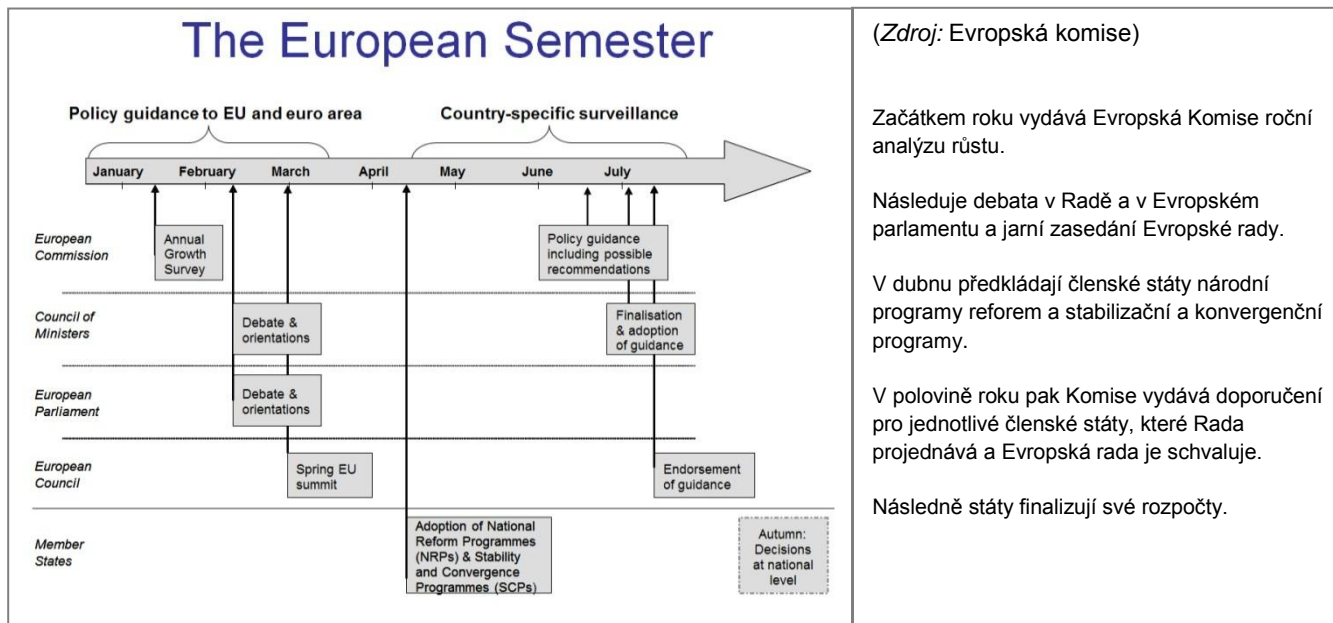 The European Semester
Policy guidance to EU and euro area
Country-specific surveillance
January February March April May June July
European
Commission
Annual
Growth
Survey
Policy guidance
including possible
recommendations
Council of
Ministers
Debate &
orientations
Finalisation
& adoption
of guidance
European
Parliament
Debate &
orientations
European
Council
Spring EU
summit
Endorsement
of guidance
Member
States
Adoption of National
Reform Programmes
(NRPs) & Stability
and Convergence
Programmes (SCPs)
Autumn:
Decisions
at national
level
(Zdroj: Evropská komise)
Začátkem roku vydává Evropská Komise roční
analýzu růstu.
Následuje debata v Radě a v Evropském
parlamentu a jarní zasedání Evropské rady.
V dubnu předkládají členské státy národní
programy reforem a stabilizační a konvergenční
programy.
V polovině roku pak Komise vydává doporučení
pro jednotlivé členské státy, které Rada
projednává a Evropská rada je schvaluje.
Následně státy finalizují své rozpočty.